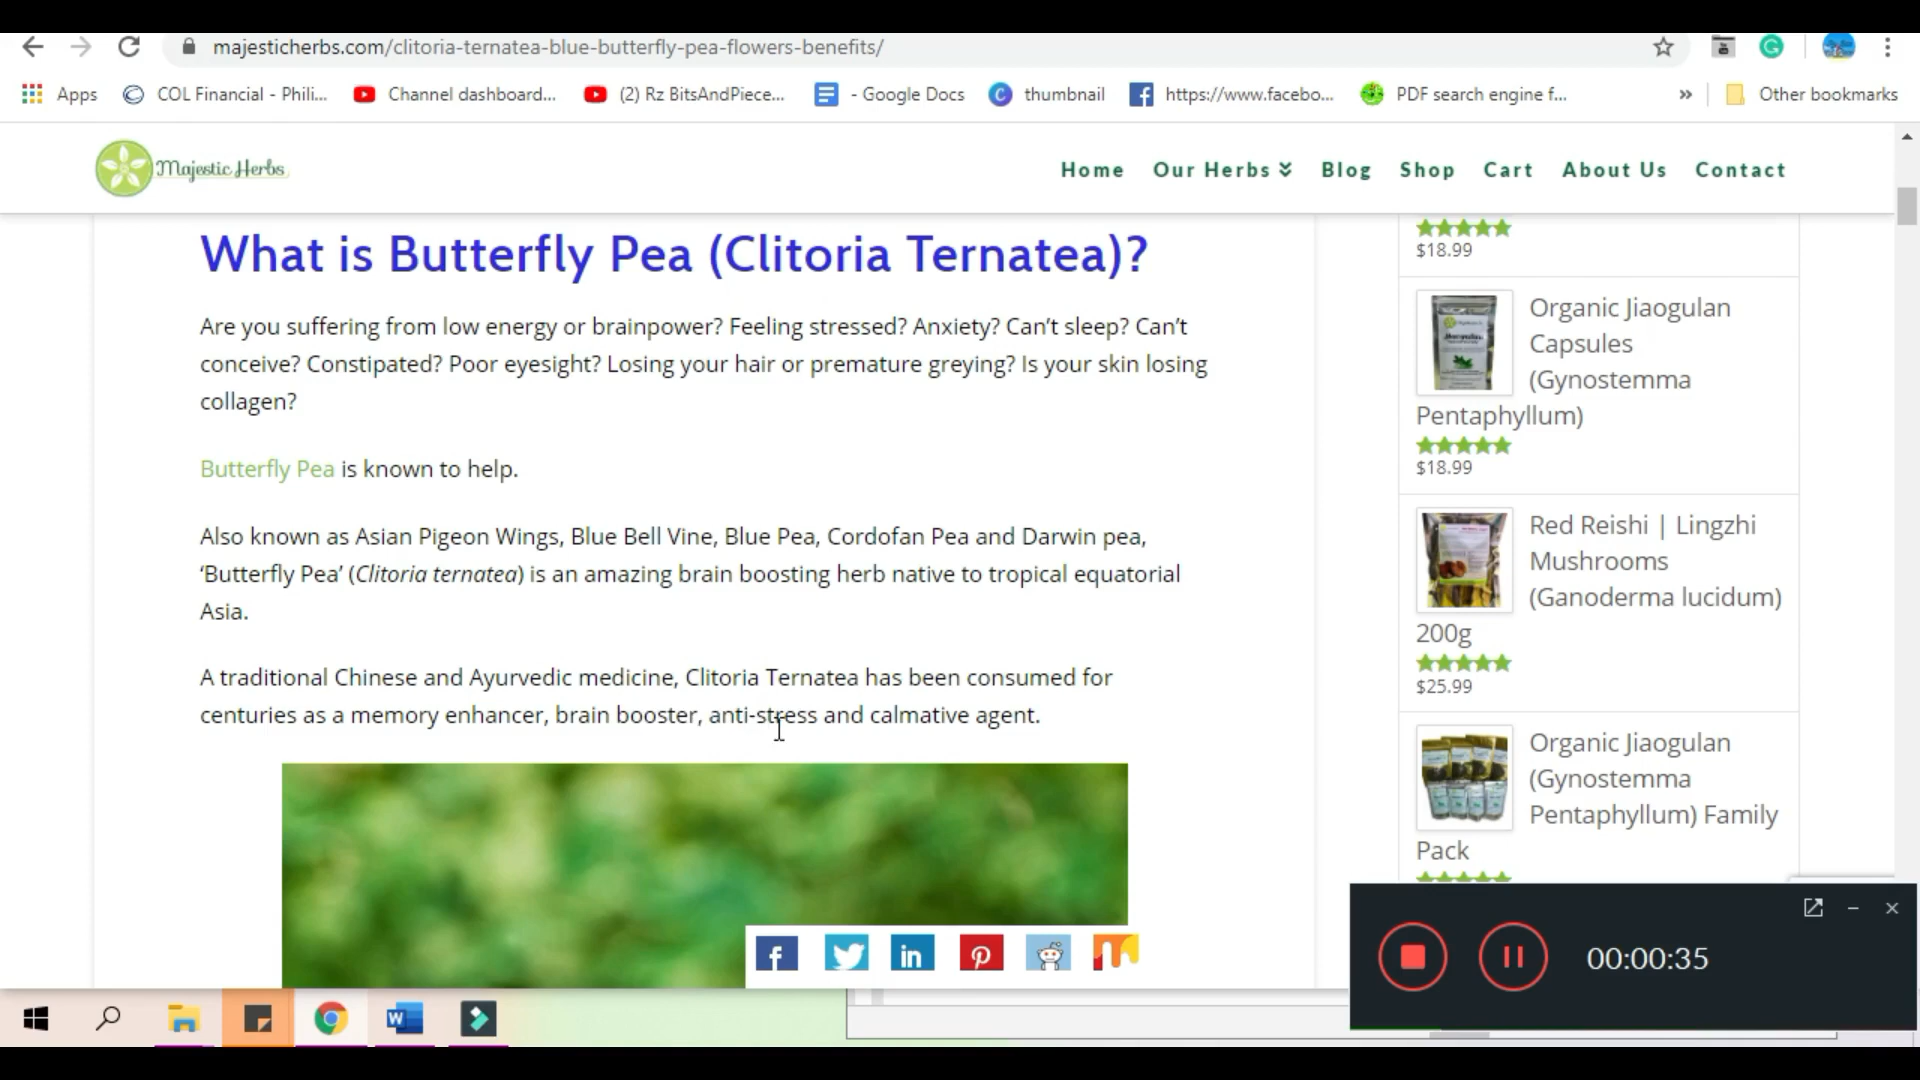 majesticherbs.com/clitoria-ternatea-blue-butterfly-pea-flowers-benefits/
Apps COL Financial - Phili... Channel dashboard... (2) Rz BitsAndPiece... - Google Docs thumbnail https://www.facebo... PDF search engine f... » Other bookmarks
Majestic Herbs Home Our Herbs Blog Shop Cart About Us Contact
What is Butterfly Pea (Clitoria Ternatea)?
Are you suffering from low energy or brainpower? Feeling stressed? Anxiety? Can’t sleep? Can’t
conceive? Constipated? Poor eyesight? Losing your hair or premature greying? Is your skin losing
collagen?
Butterfly Pea is known to help.
Also known as Asian Pigeon Wings, Blue Bell Vine, Blue Pea, Cordofan Pea and Darwin pea,
‘Butterfly Pea’ (Clitoria ternatea) is an amazing brain boosting herb native to tropical equatorial
Asia.
A traditional Chinese and Ayurvedic medicine, Clitoria Ternatea has been consumed for
centuries as a memory enhancer, brain booster, anti-stress and calmative agent.
$18.99
Organic Jiaogulan
Capsules
(Gynostemma
Pentaphyllum)
$18.99
Red Reishi | Lingzhi
Mushrooms
(Ganoderma lucidum)
200g
$25.99
Organic Jiaogulan
(Gynostemma
Pentaphyllum) Family
Pack
00:00:35